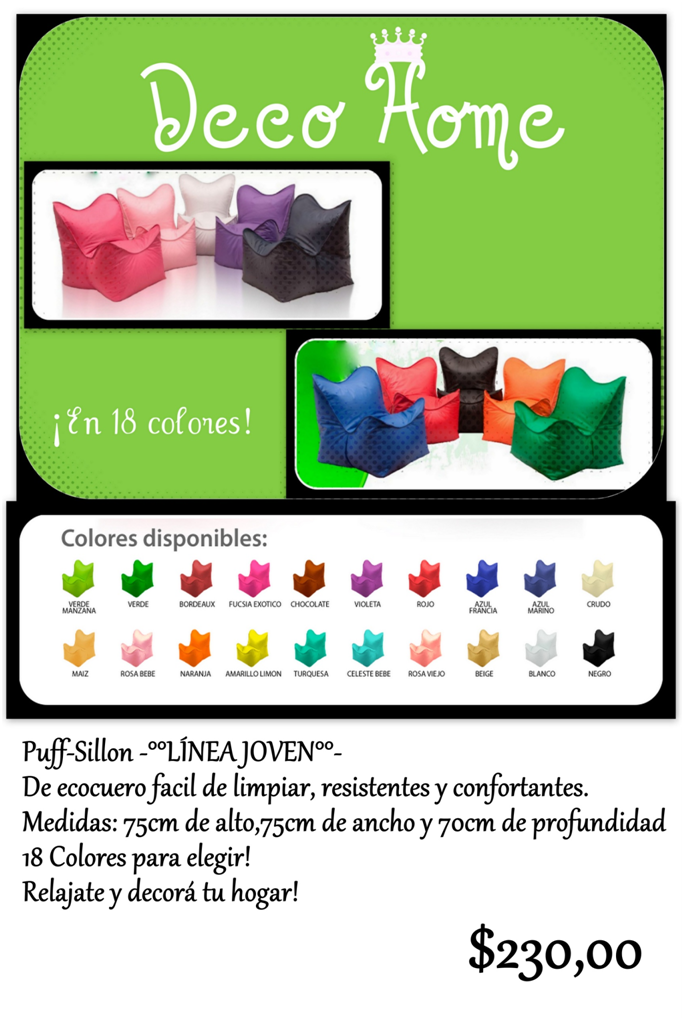 Deco Home
¡En 18 colores!
Colores disponibles:
VERDE MANZANA
VERDE
BORDEAUX
FUCSIA EXOTICO
CHOCOLATE
VIOLETA
ROJO
AZUL FRANCIA
AZUL MARINO
CRUDO
MAIZ
ROSA BEBE
NARANJA
AMARILLO LIMON
TURQUESA
CELESTE BEBE
ROSA VIEJO
BEIGE
BLANCO
NEGRO
Puff-Sillon -°°LÍNEA JOVEN°°-
De ecocuero facil de limpiar, resistentes y confortantes.
Medidas: 75cm de alto,75cm de ancho y 70cm de profundidad
18 Colores para elegir!
Relajate y decorá tu hogar!
$230,00